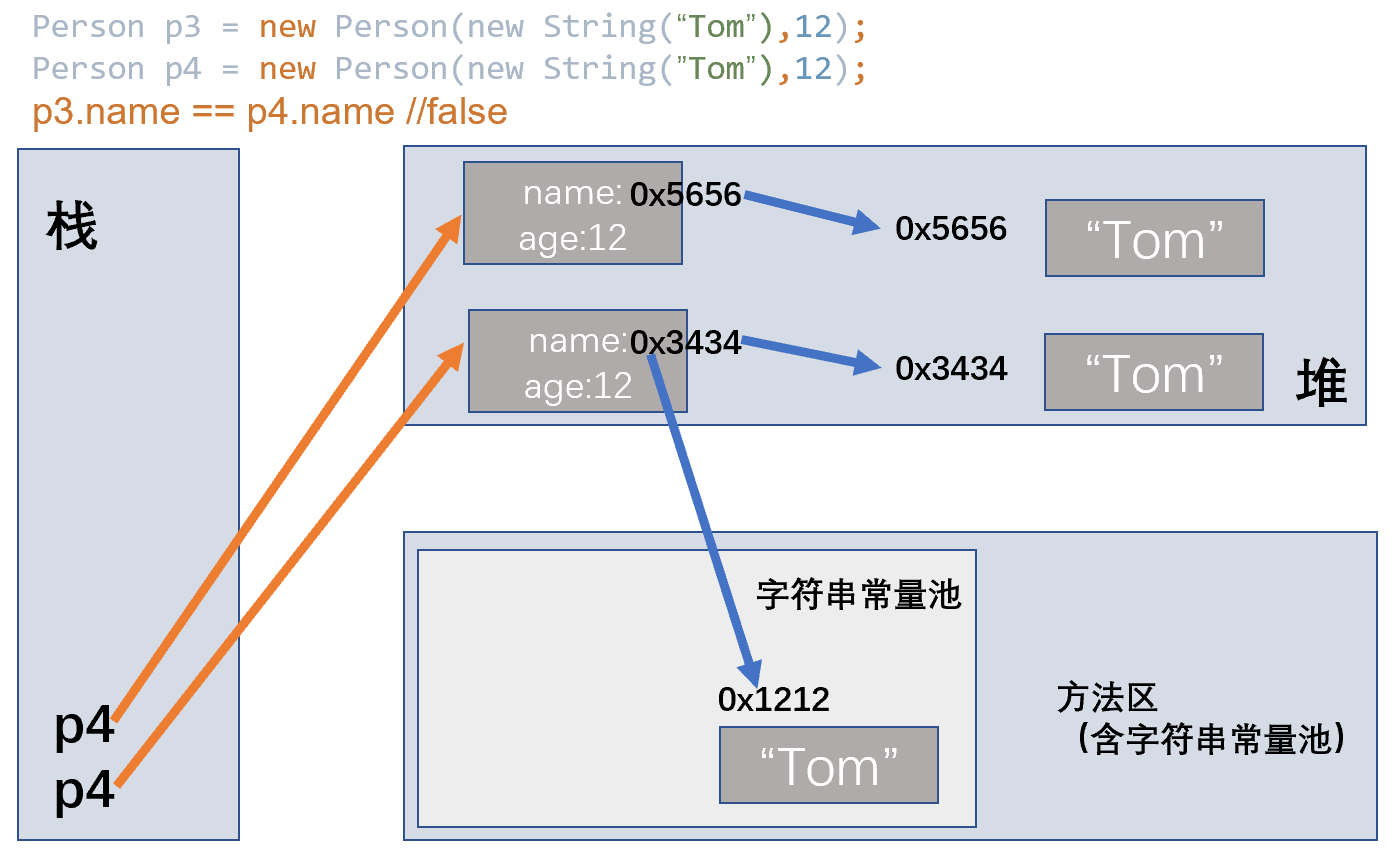 Person p3 = new Person(new String(“Tom”),12);
Person p4 = new Person(new String(”Tom”),12);
p3.name == p4.name //false
栈
name: 0x5656
age:12
0x5656
“Tom”
name:0x3434
age:12
0x3434
“Tom”
堆
字符串常量池
0x1212
“Tom”
方法区
（含字符串常量池）
p4
p4